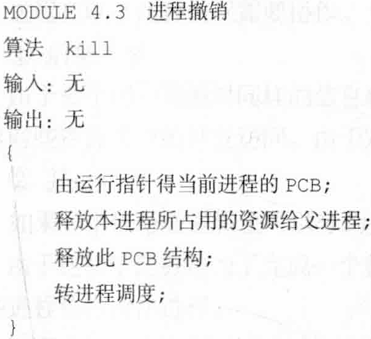 MODULE 4.3 进程撤销
算法 kill
输入：无
输出：无
{
由运行指针得当前进程的 PCB;
释放本进程所占用的资源给父进程;
释放此 PCB 结构;
转进程调度;
}